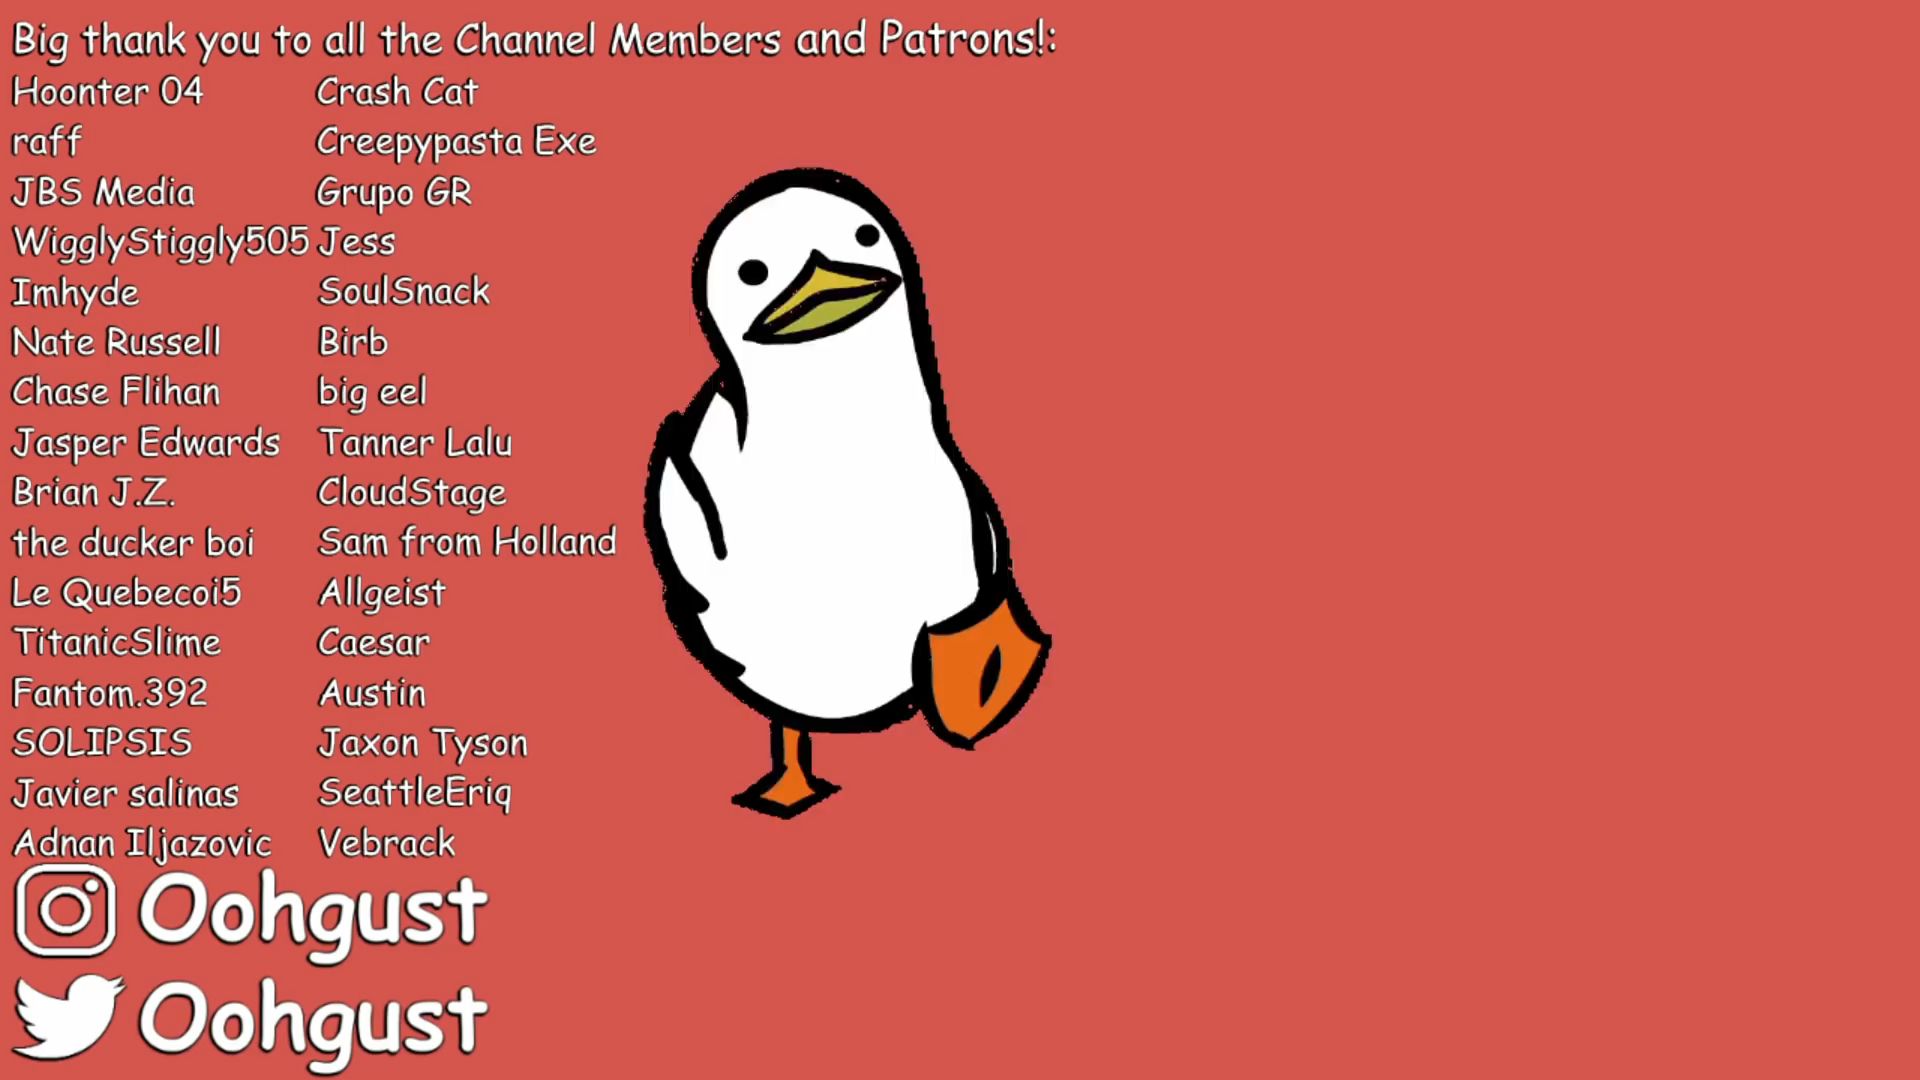 Big thank you to all the Channel Members and Patrons!:
Hoonter 04
raff
JBS Media
WigglyStiggly505
Imhyde
Nate Russell
Chase Flihan
Jasper Edwards
Brian J.Z.
the ducker boi
Le Quebecoi5
TitanicSlime
Fantom.392
SOLIPSIS
Javier salinas
Adnan Iljazovic
Crash Cat
Creepypasta Exe
Grupo GR
Jess
SoulSnack
Birb
big eel
Tanner Lalu
CloudStage
Sam from Holland
Allgeist
Caesar
Austin
Jaxon Tyson
SeattleEriq
Vebrack
Oohgust
Oohgust